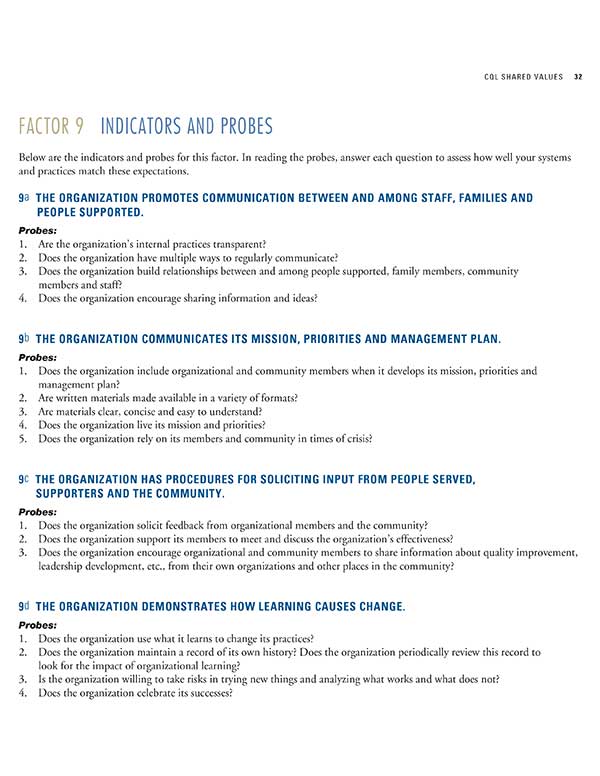 CQL SHARED VALUES 32
FACTOR 9 INDICATORS AND PROBES
Below are the indicators and probes for this factor. In reading the probes, answer each question to assess how well your systems
and practices match these expectations.
9a THE ORGANIZATION PROMOTES COMMUNICATION BETWEEN AND AMONG STAFF, FAMILIES AND
PEOPLE SUPPORTED.
Probes:
1. Are the organization's internal practices transparent?
2. Does the organization have multiple ways to regularly communicate?
3. Does the organization build relationships between and among people supported, family members, community
members and staff?
4. Does the organization encourage sharing information and ideas?
9b THE ORGANIZATION COMMUNICATES ITS MISSION, PRIORITIES AND MANAGEMENT PLAN.
Probes:
1. Does the organization include organizational and community members when it develops its mission, priorities and
management plan?
2. Are written materials made available in a variety of formats?
3. Are materials clear, concise and easy to understand?
4. Does the organization live its mission and priorities?
5. Does the organization rely on its members and community in times of crisis?
9c THE ORGANIZATION HAS PROCEDURES FOR SOLICITING INPUT FROM PEOPLE SERVED,
SUPPORTERS AND THE COMMUNITY.
Probes:
1. Does the organization solicit feedback from organizational members and the community?
2. Does the organization support its members to meet and discuss the organization's effectiveness?
3. Does the organization encourage organizational and community members to share information about quality improvement,
leadership development, etc., from their own organizations and other places in the community?
9d THE ORGANIZATION DEMONSTRATES HOW LEARNING CAUSES CHANGE.
Probes:
1. Does the organization use what it learns to change its practices?
2. Does the organization maintain a record of its own history? Does the organization periodically review this record to
look for the impact of organizational learning?
3. Is the organization willing to take risks in trying new things and analyzing what works and what does not?
4. Does the organization celebrate its successes?